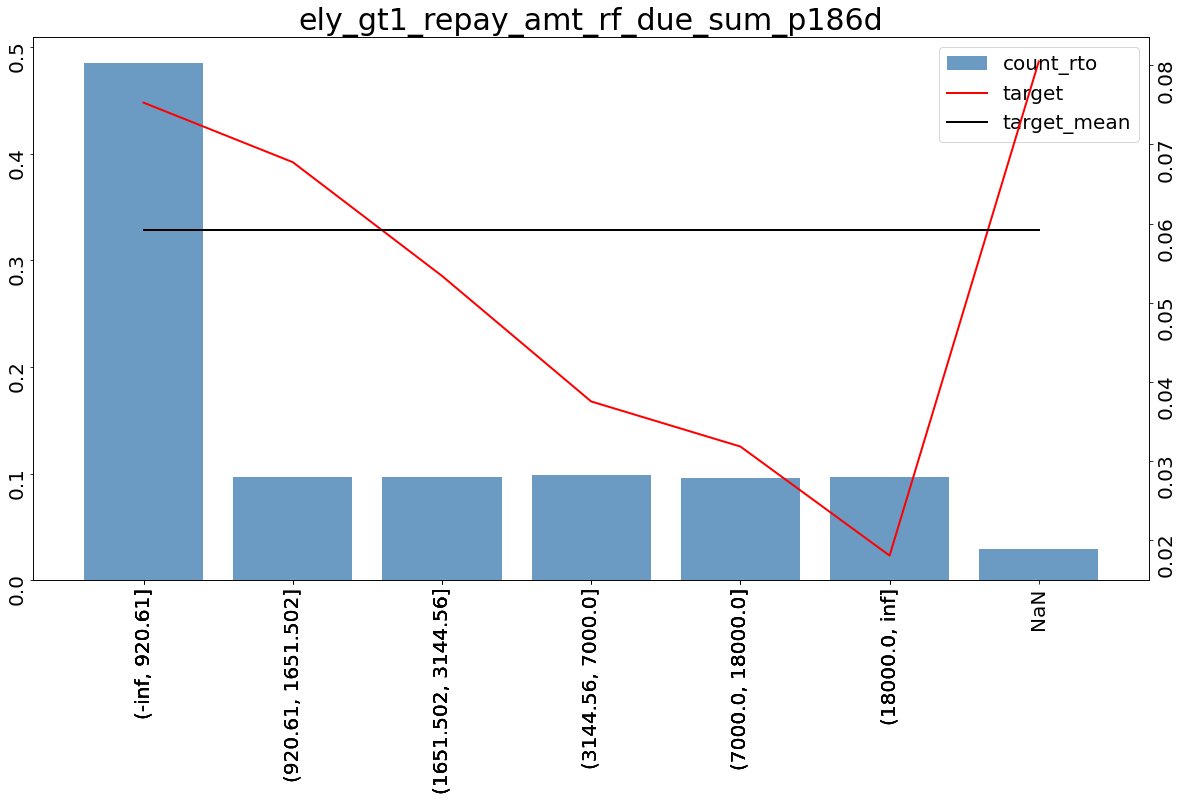 ely_gt1_repay_amt_rf_due_sum_p186d
count_rto
target
target_mean
0.5
0.4
0.3
0.2
0.1
0.0
0.08
0.07
0.06
0.05
0.04
0.03
0.02
(-inf, 920.61]
(920.61, 1651.502]
(1651.502, 3144.56]
(3144.56, 7000.0]
(7000.0, 18000.0]
(18000.0, inf]
NaN